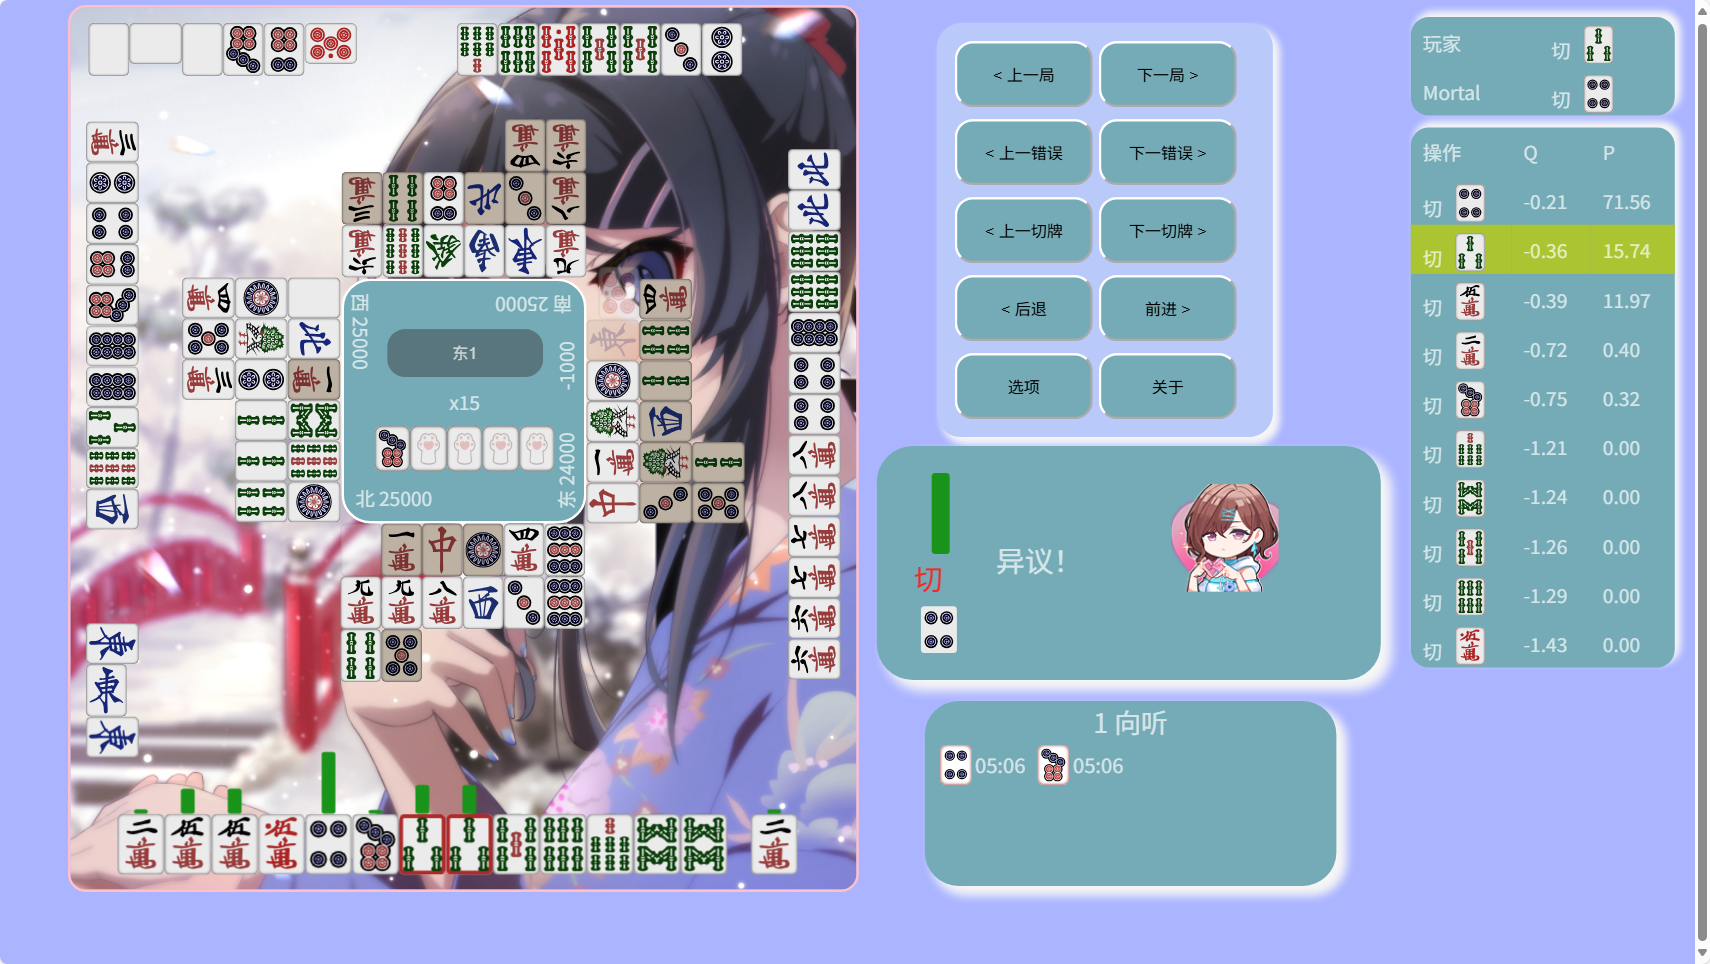 < 上一局
下一局 >
< 上一错误
下一错误 >
< 上一切牌
下一切牌 >
< 后退
前进 >
选项
关于
玩家 切
Mortal 切
操作 Q P
切 -0.21 71.56
切 -0.36 15.74
切 -0.39 11.97
切 -0.72 0.40
切 -0.75 0.32
切 -1.21 0.00
切 -1.24 0.00
切 -1.26 0.00
切 -1.29 0.00
切 -1.43 0.00
南 25000
西 25000
东1
-1000
x15
东 24000
北 25000
异议!
切
1 向听
05:06 05:06